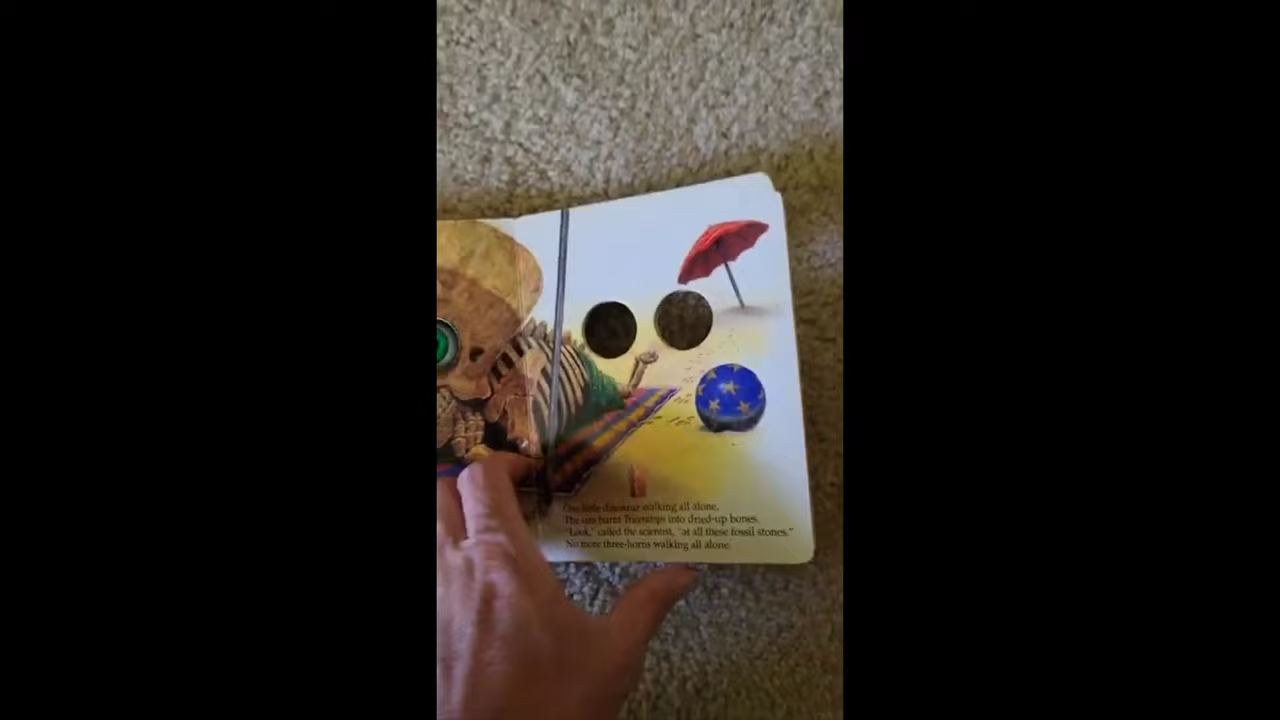 One little dinosaur walking all alone,
The sun burns Triceratops into dried-up bones.
"Look," called the scientist, "at all these fossil stones."
No more three-horns walking all alone.